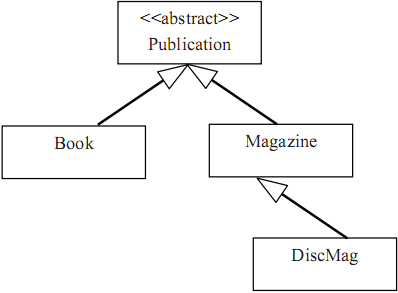 <<abstract>>
Publication
Book
Magazine
DiscMag